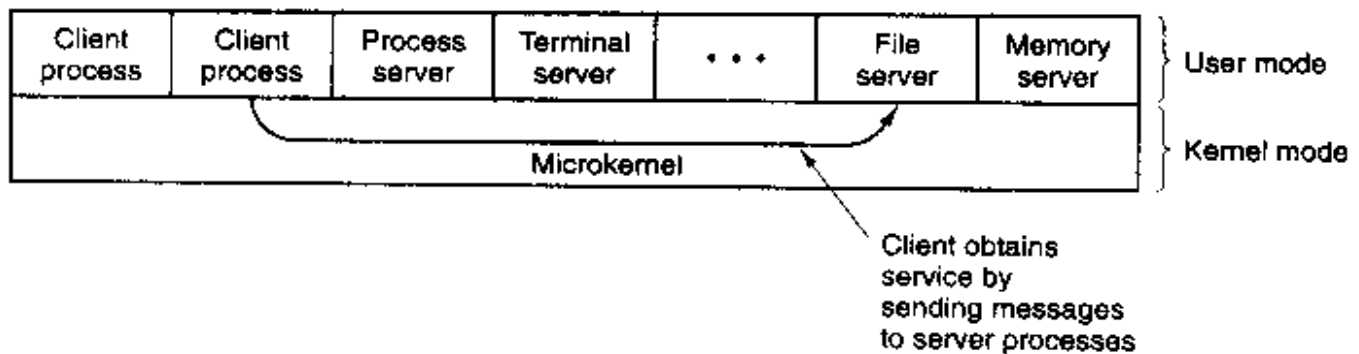 Client process
Client process
Process server
Terminal server
• • •
File server
Memory server
User mode
Microkernel
Kernel mode
Client obtains
service by
sending messages
to server processes